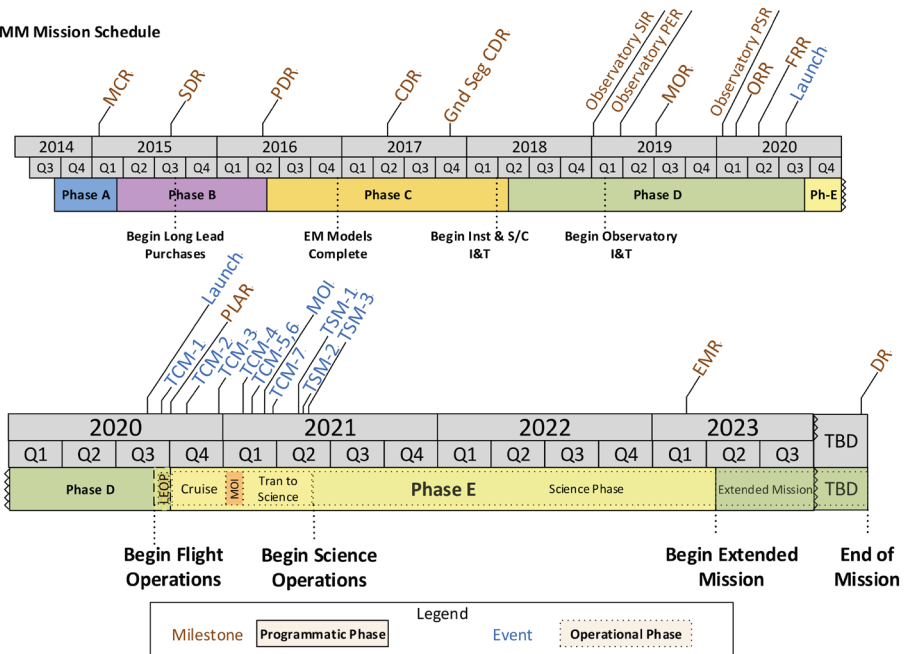 MM Mission Schedule
MCR
SDR
PDR
CDR
Gnd Seg CDR
Observatory SIR
Observatory PER
MOR
Observatory PSR
ORR
FRR
Launch
2014 2015 2016 2017 2018 2019 2020
Q3 Q4 Q1 Q2 Q3 Q4 Q1 Q2 Q3 Q4 Q1 Q2 Q3 Q4 Q1 Q2 Q3 Q4 Q1 Q2 Q3 Q4 Q1 Q2 Q3 Q4
Phase A Phase B Phase C Phase D Ph-E
Begin Long Lead
Purchases
EM Models
Complete
Begin Inst & S/C
I&T
Begin Observatory
I&T
Launch
TCM-1
PLAR
TCM-2
TCM-3
TCM-4
TCM-5,6
MOI
TCM-7
TSM-1
TSM-2
TSM-3
EMR
DR
2020 2021 2022 2023 TBD
Q1 Q2 Q3 Q4 Q1 Q2 Q3 Q4 Q1 Q2 Q3 Q4 Q1 Q2 Q3
Phase D LEOP Cruise MOI Tran to
Science
Phase E Science Phase Extended Mission TBD
Begin Flight
Operations
Begin Science
Operations
Begin Extended
Mission
End of
Mission
Legend
Milestone Programmatic Phase Event Operational Phase